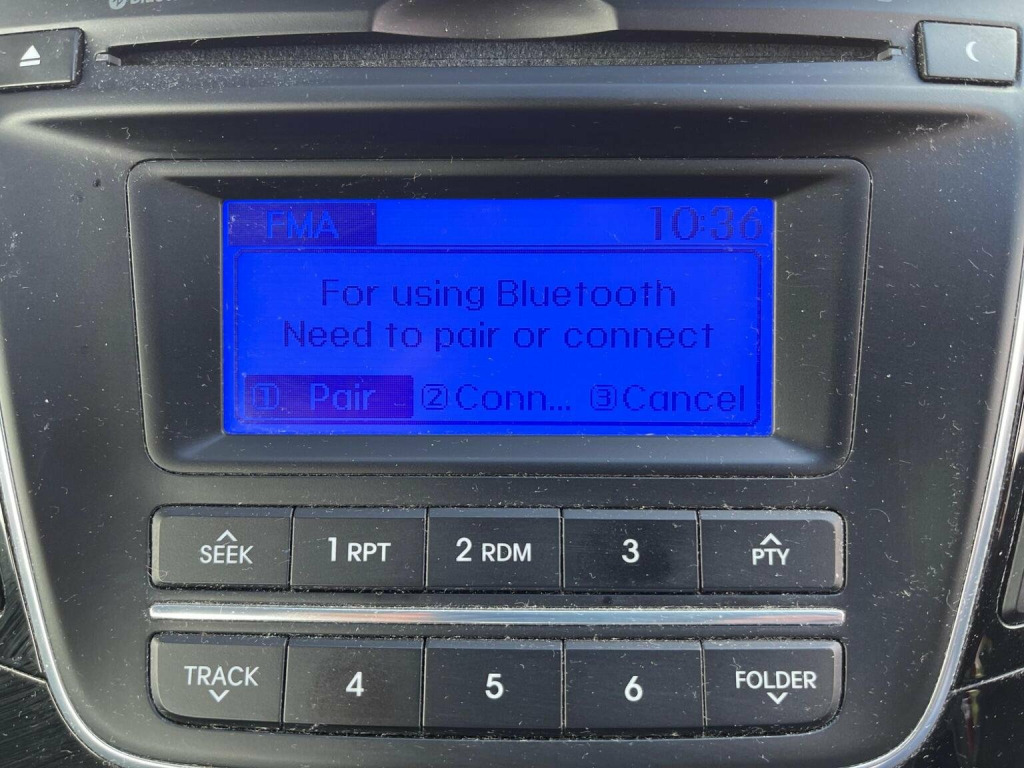 FMA 10:36
For using Bluetooth
Need to pair or connect
1 Pair 2 Conn... 3 Cancel
SEEK 1 RPT 2 RDM 3 PTY
TRACK 4 5 6 FOLDER